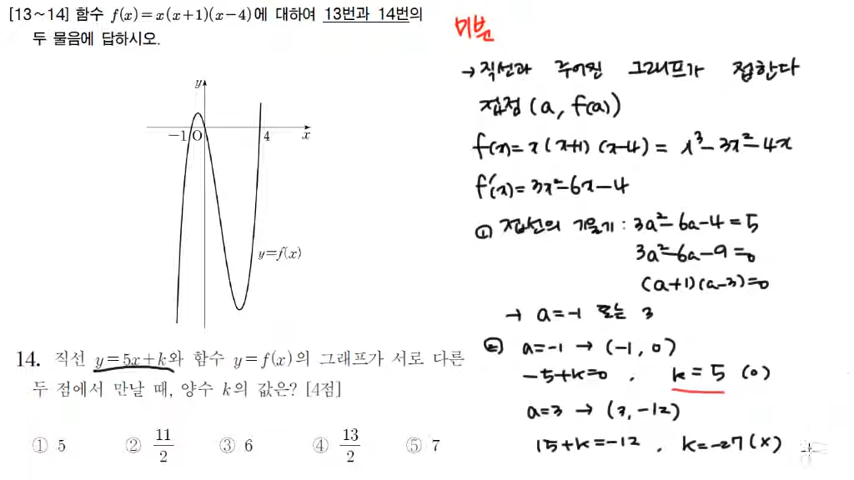 [13~14] 함수 f(x)=x(x+1)(x-4)에 대하여 13번과 14번의
두 물음에 답하시오.
y
-1 O 4 x
y=f(x)
14. 직선 y=5x+k와 함수 y=f(x)의 그래프가 서로 다른
두 점에서 만날 때, 양수 k의 값은? [4점]
① 5 ② 11/2 ③ 6 ④ 13/2 ⑤ 7
미분
→ 직선과 주어진 그래프가 접한다
접점 (a, f(a))
f(x)=x(x+1)(x-4)= x³-3x²-4x
f'(x)=3x²-6x-4
① 접선의 기울기 : 3a²-6a-4=5
3a²-6a-9=0
(a+1)(a-3)=0
→ a=-1 또는 3
② a=-1 → (-1, 0)
-5+k=0 , k=5 (o)
a=3 → (3, -12)
15+k=-12 , k=-27 (x)